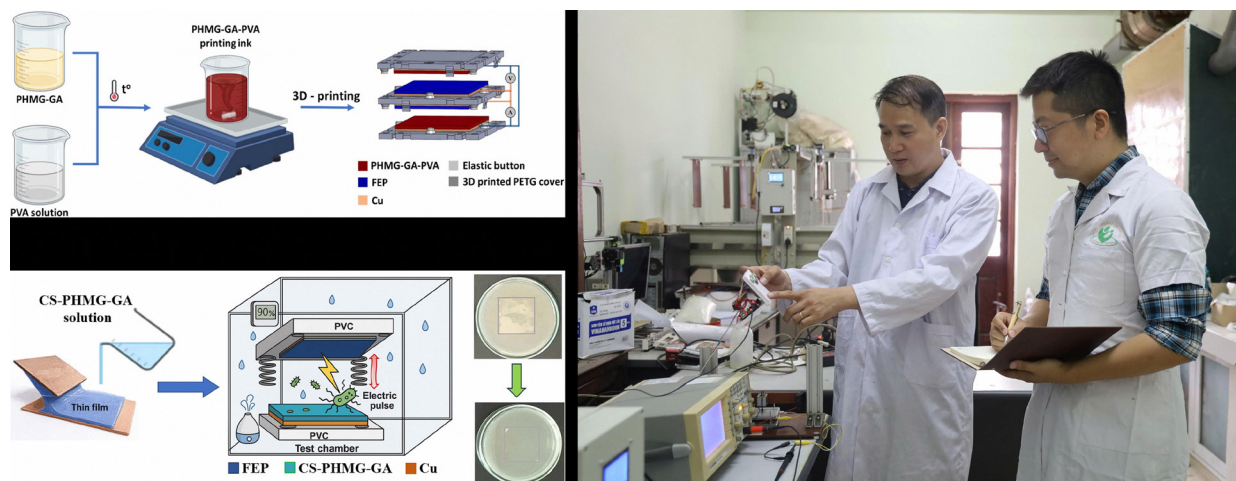 PHMG-GA
PVA solution
t°
PHMG-GA-PVA
printing ink
3D - printing
V
A
PHMG-GA-PVA
FEP
Cu
Elastic button
3D printed PETG cover
CS-PHMG-GA
solution
Thin film
90%
PVC
Electric
pulse
PVC
Test chamber
FEP
CS-PHMG-GA
Cu